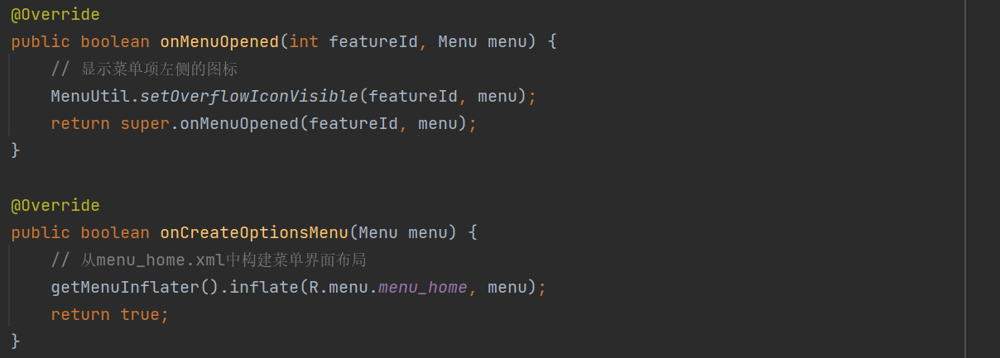 @Override
public boolean onMenuOpened(int featureId, Menu menu) {
// 显示菜单项左侧的图标
MenuUtil.setOverflowIconVisible(featureId, menu);
return super.onMenuOpened(featureId, menu);
}
@Override
public boolean onCreateOptionsMenu(Menu menu) {
// 从menu_home.xml中构建菜单界面布局
getMenuInflater().inflate(R.menu.menu_home, menu);
return true;
}